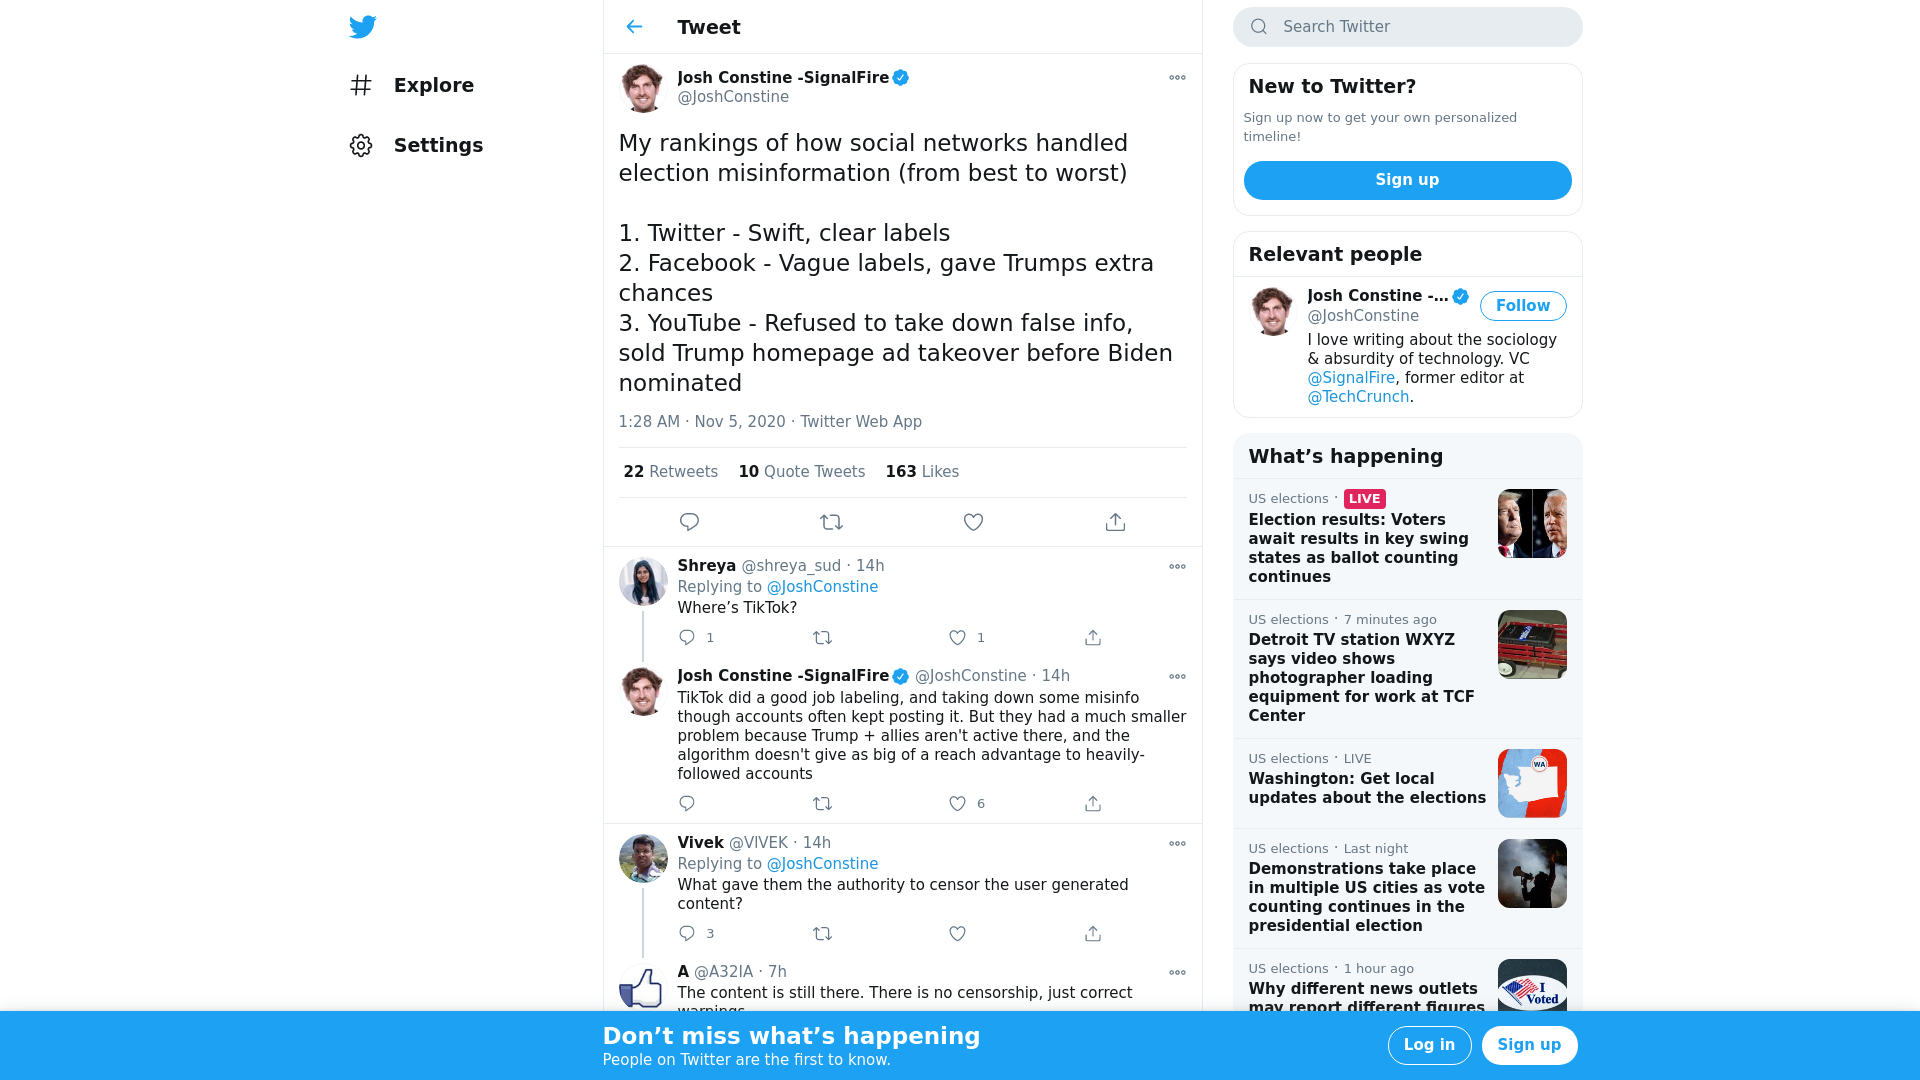 Explore
Settings
Tweet
Josh Constine -SignalFire
@JoshConstine
My rankings of how social networks handled
election misinformation (from best to worst)
1. Twitter - Swift, clear labels
2. Facebook - Vague labels, gave Trumps extra
chances
3. YouTube - Refused to take down false info,
sold Trump homepage ad takeover before Biden
nominated
1:28 AM · Nov 5, 2020 · Twitter Web App
22 Retweets 10 Quote Tweets 163 Likes
Shreya @shreya_sud · 14h
Replying to @JoshConstine
Where’s TikTok?
1 1
Josh Constine -SignalFire @JoshConstine · 14h
TikTok did a good job labeling, and taking down some misinfo
though accounts often kept posting it. But they had a much smaller
problem because Trump + allies aren't active there, and the
algorithm doesn't give as big of a reach advantage to heavily-
followed accounts
6
Vivek @VIVEK · 14h
Replying to @JoshConstine
What gave them the authority to censor the user generated
content?
3
A @A32IA · 7h
The content is still there. There is no censorship, just correct
warnings
Search Twitter
New to Twitter?
Sign up now to get your own personalized
timeline!
Sign up
Relevant people
Josh Constine -...
@JoshConstine
Follow
I love writing about the sociology
& absurdity of technology. VC
@SignalFire, former editor at
@TechCrunch.
What’s happening
US elections · LIVE
Election results: Voters
await results in key swing
states as ballot counting
continues
US elections · 7 minutes ago
Detroit TV station WXYZ
says video shows
photographer loading
equipment for work at TCF
Center
US elections · LIVE
Washington: Get local
updates about the elections
WA
US elections · Last night
Demonstrations take place
in multiple US cities as vote
counting continues in the
presidential election
US elections · 1 hour ago
Why different news outlets
may report different figures
I
Voted
Don’t miss what’s happening
People on Twitter are the first to know.
Log in
Sign up